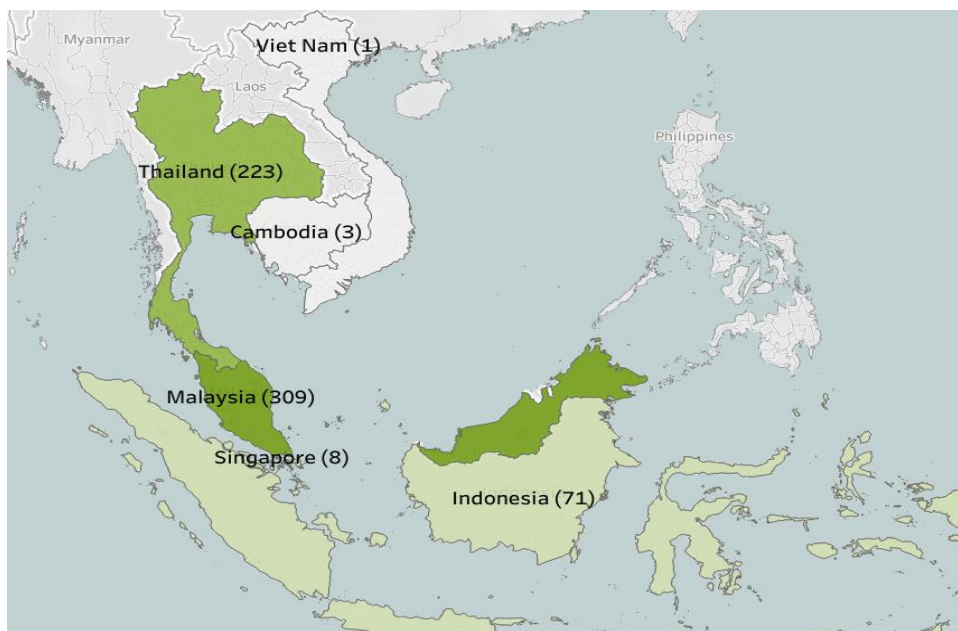 Myanmar
Viet Nam (1)
Laos
Philippines
Thailand (223)
Cambodia (3)
Malaysia (309)
Singapore (8)
Indonesia (71)